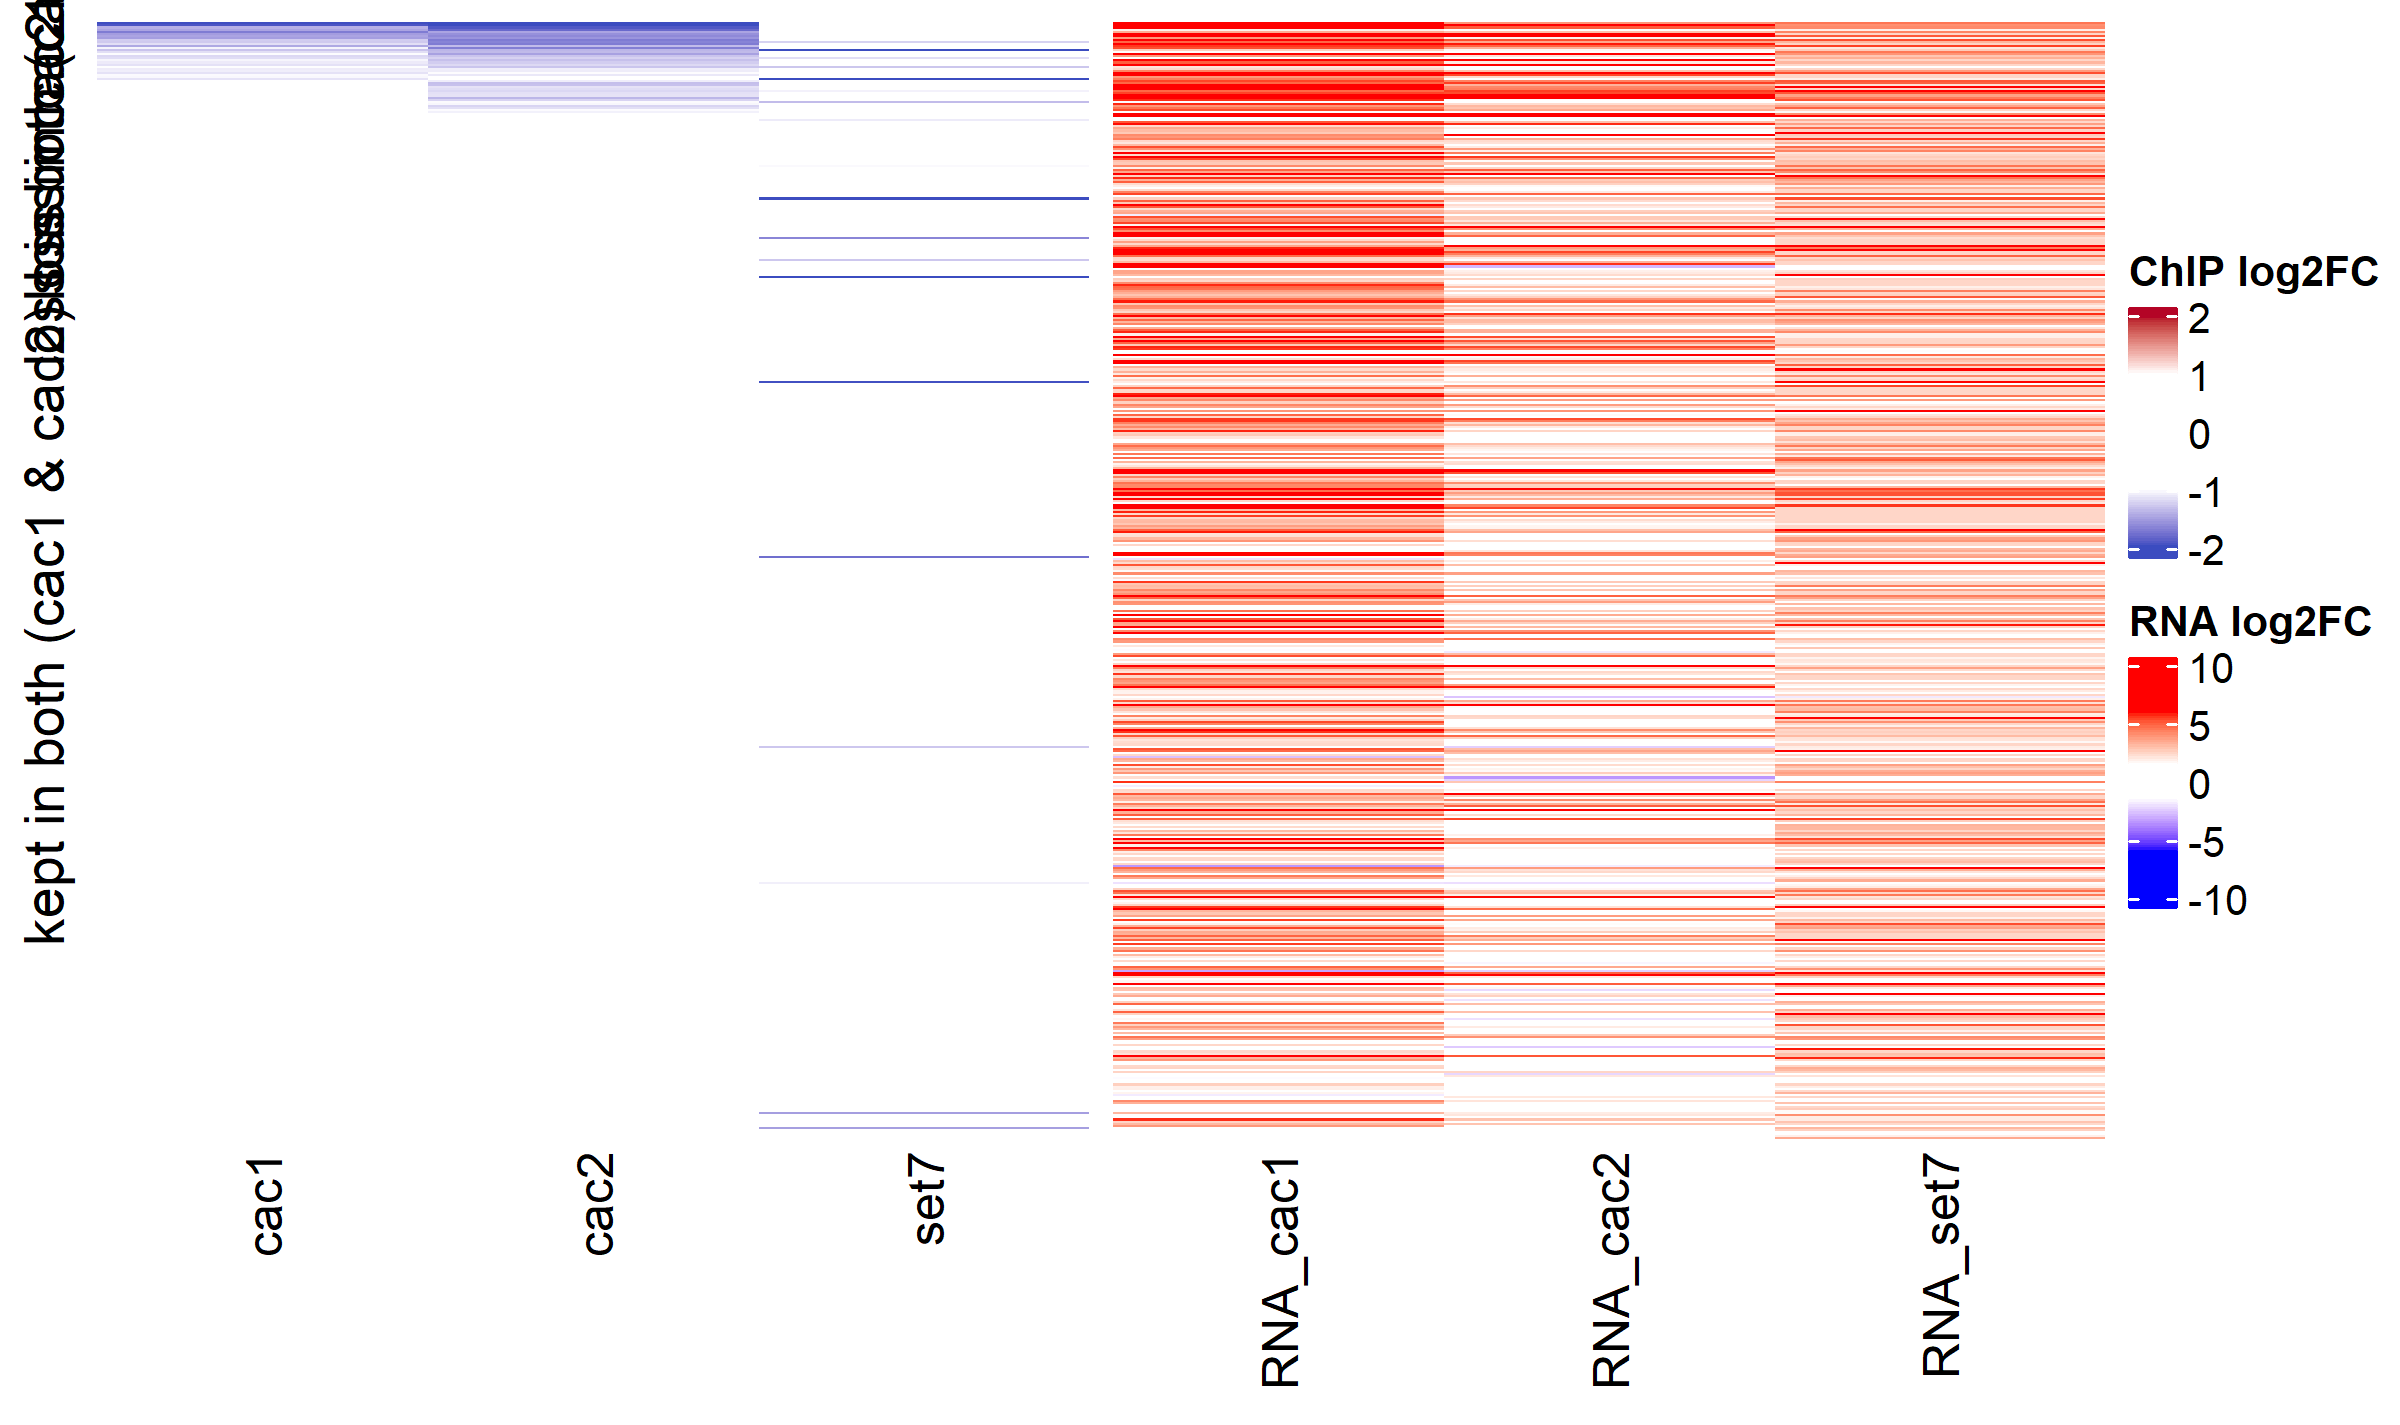 kept in both (cac1 & cac2)
ChIP log2FC
2
1
0
-1
-2
RNA log2FC
10
5
0
-5
-10
cac1
cac2
set7
RNA_cac1
RNA_cac2
RNA_set7